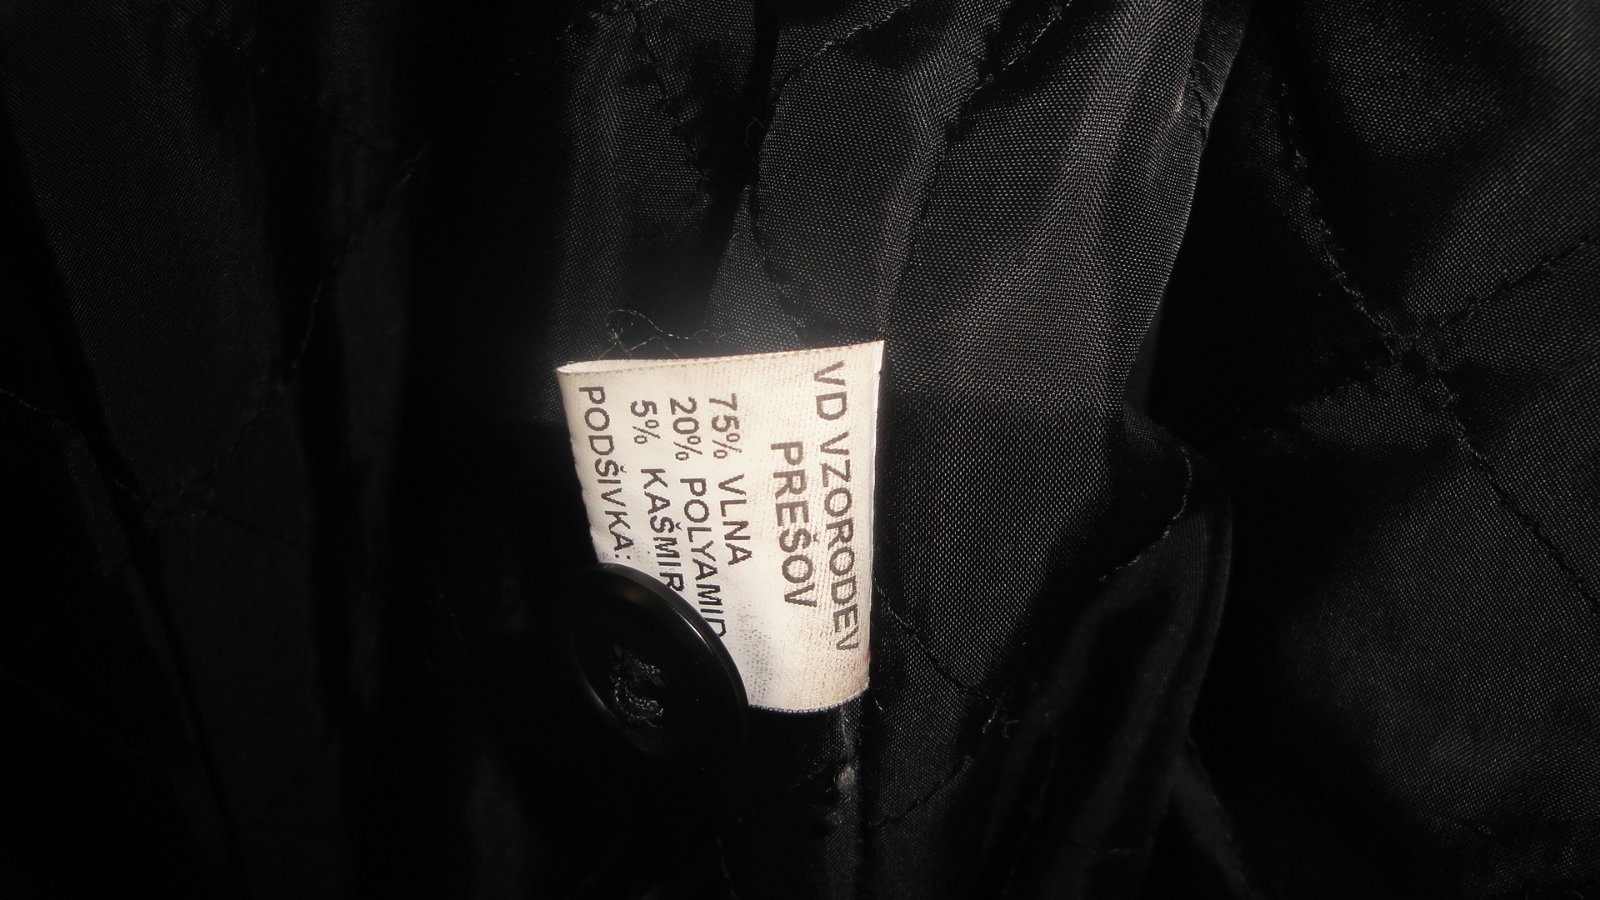 VD VZORODEV
PREŠOV
75% VLNA
20% POLYAMID
5% KAŠMIR
PODŠIVKA: